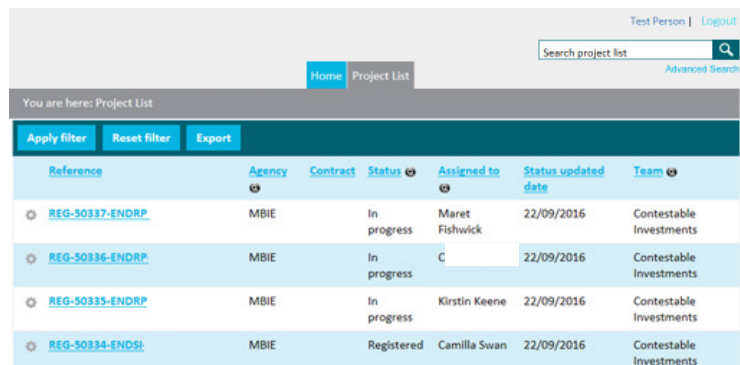 Test Person | Logout
Search project list
Advanced Search
Home Project List
You are here: Project List
Apply filter Reset filter Export
Reference Agency Contract Status Assigned to Status updated date Team
REG-50337-ENDRP MBIE In progress Maret Fishwick 22/09/2016 Contestable Investments
REG-50336-ENDRP MBIE In progress C 22/09/2016 Contestable Investments
REG-50335-ENDRP MBIE In progress Kirstin Keene 22/09/2016 Contestable Investments
REG-50334-ENDSI- MBIE Registered Camilla Swan 22/09/2016 Contestable Investments